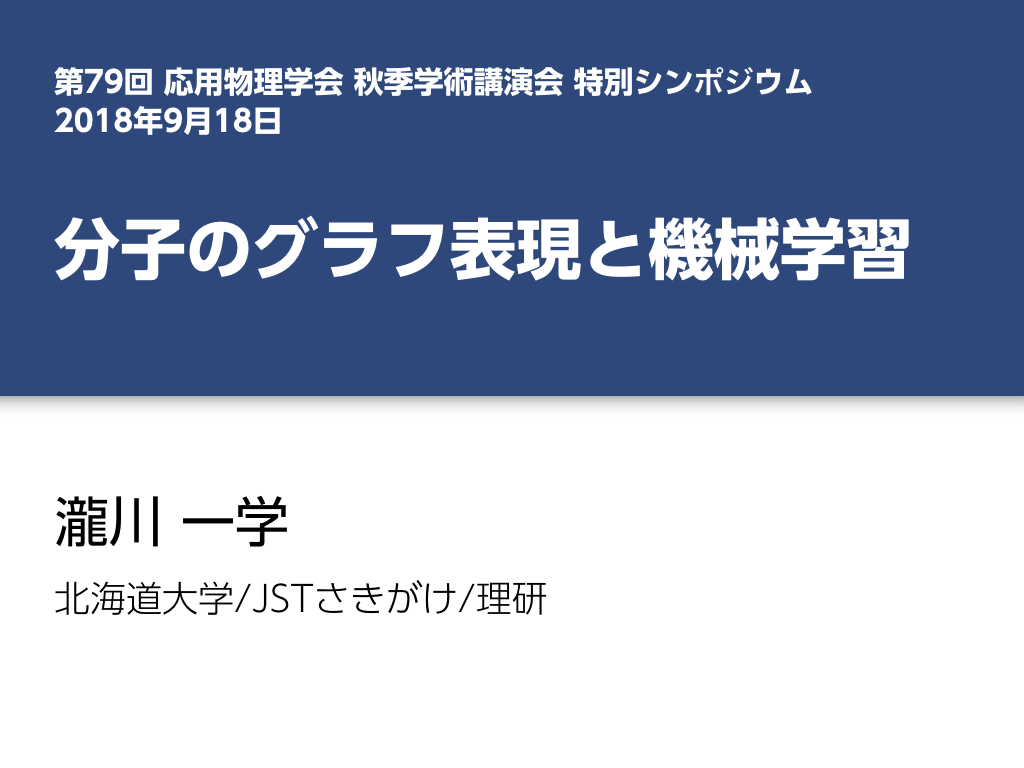 第79回 応用物理学会 秋季学術講演会 特別シンポジウム
2018年9月18日
分子のグラフ表現と機械学習
瀧川 一学
北海道大学/JSTさきがけ/理研